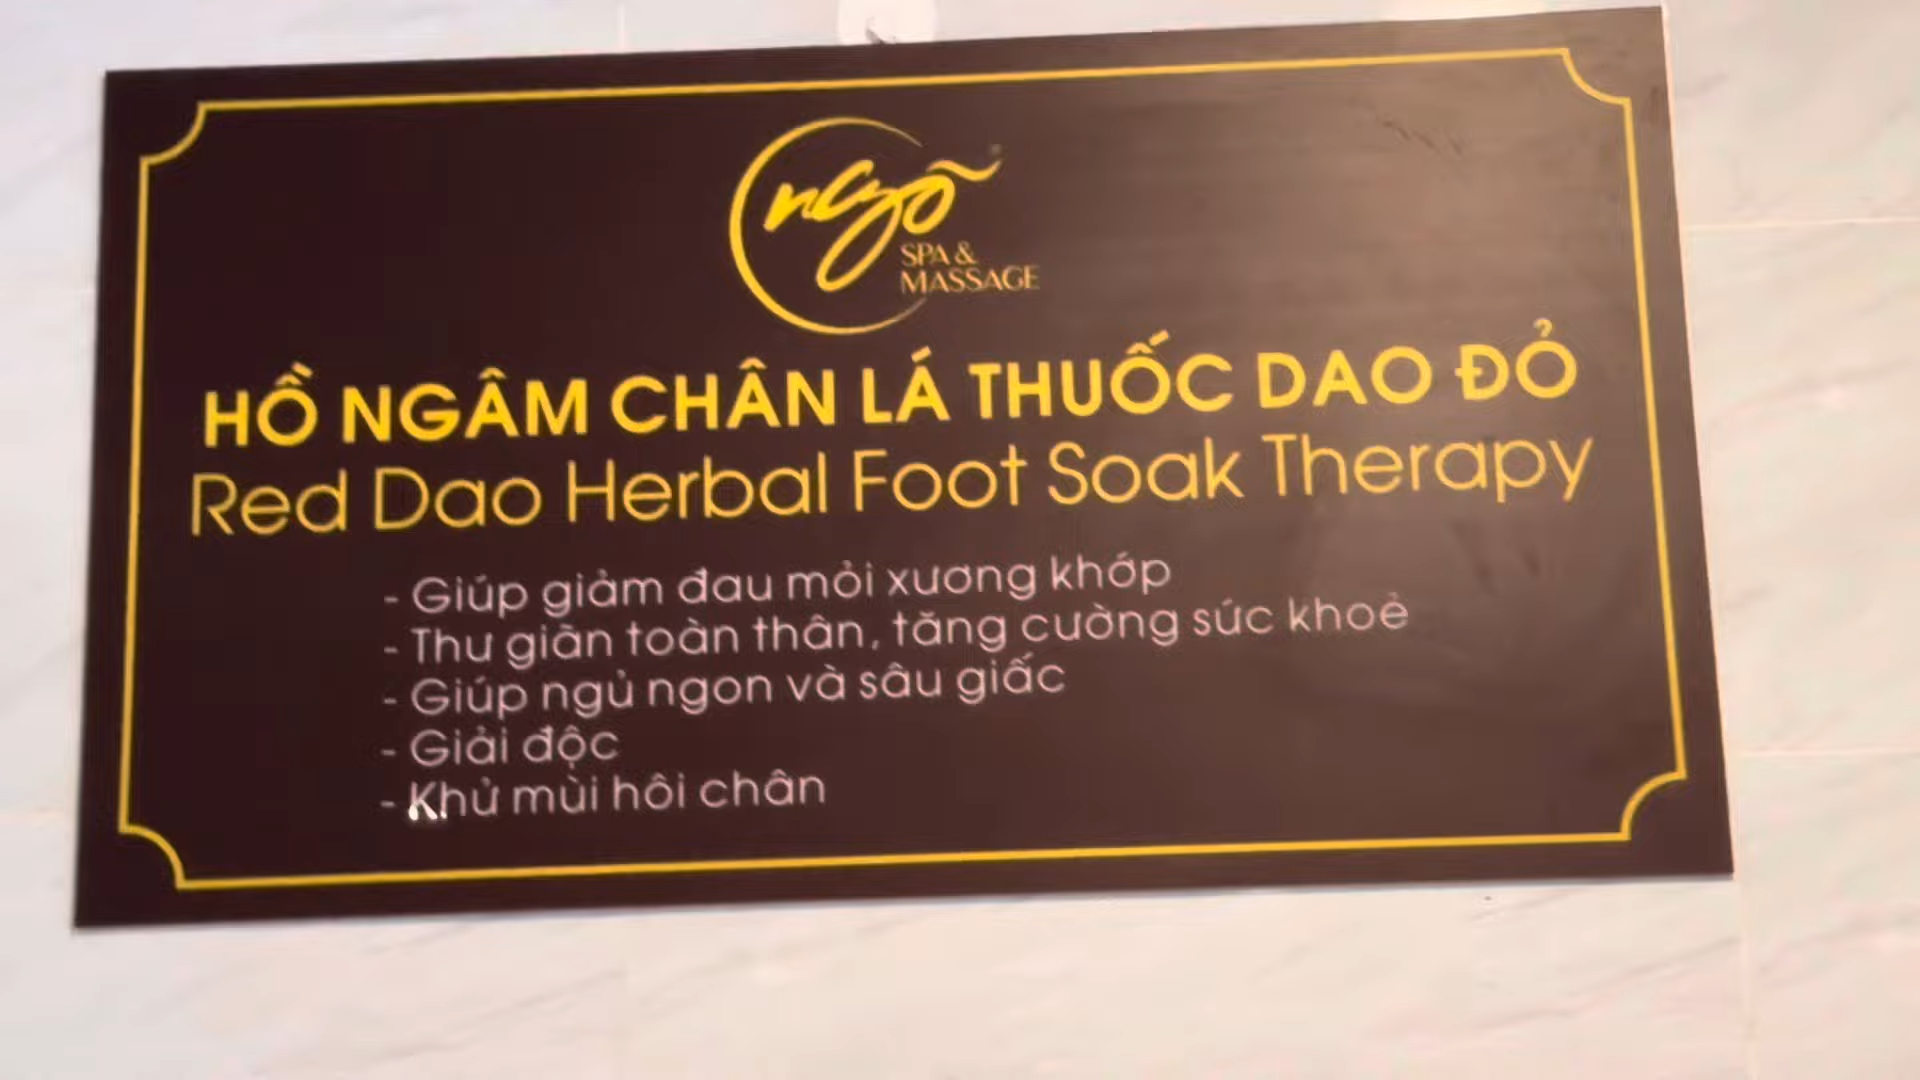 ngõ
SPA &
MASSAGE
HỒ NGÂM CHÂN LÁ THUỐC DAO ĐỎ
Red Dao Herbal Foot Soak Therapy
- Giúp giảm đau mỏi xương khớp
- Thư giãn toàn thân, tăng cường sức khoẻ
- Giúp ngủ ngon và sâu giấc
- Giải độc
- Khử mùi hôi chân